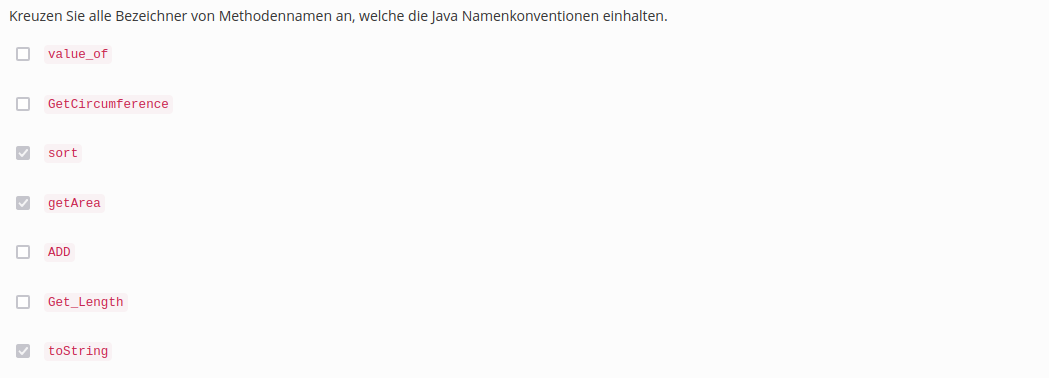 Kreuzen Sie alle Bezeichner von Methodennamen an, welche die Java Namenkonventionen einhalten.
value_of
GetCircumference
sort
getArea
ADD
Get_Length
toString